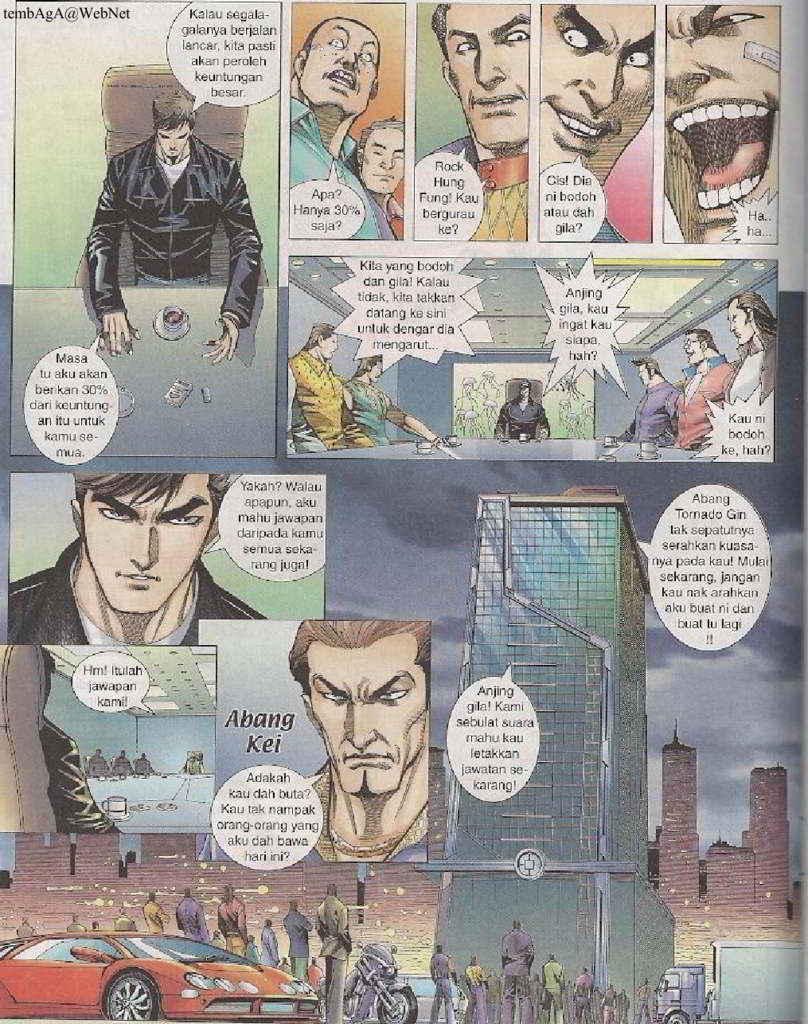 tembAgA@WebNet
Kalau segala-
galanya berjalan
lancar, kita pasti
akan peroleh
keuntungan
besar.
Masa
tu aku akan
berikan 30%
dari keuntung-
an itu untuk
kamu se-
mua.
Apa?
Hanya 30%
saja?
Rock
Hung
Fung! Kau
bergurau
ke?
Cis! Dia
ni bodoh
atau dah
gila?
Ha..
ha...
Kita yang bodoh
dan gila! Kalau
tidak, kita takkan
datang ke sini
untuk dengar dia
mengarut...
Anjing
gila, kau
ingat kau
siapa,
hah?
Kau ni
bodoh
ke, hah?
Yakah? Walau
apapun, aku
mahu jawapan
daripada kamu
semua seka-
rang juga!
Hm! Itulah
jawapan
kami!
Abang
Kei
Adakah
kau dah buta?
Kau tak nampak
orang-orang yang
aku dah bawa
hari ini?
Abang
Tornado Gin
tak sepatutnya
serahkan kuasa-
nya pada kau! Mulai
sekarang, jangan
kau nak arahkan
aku buat ni dan
buat tu lagi
!!
Anjing
gila! Kami
sebulat suara
mahu kau
letakkan
jawatan se-
karang!